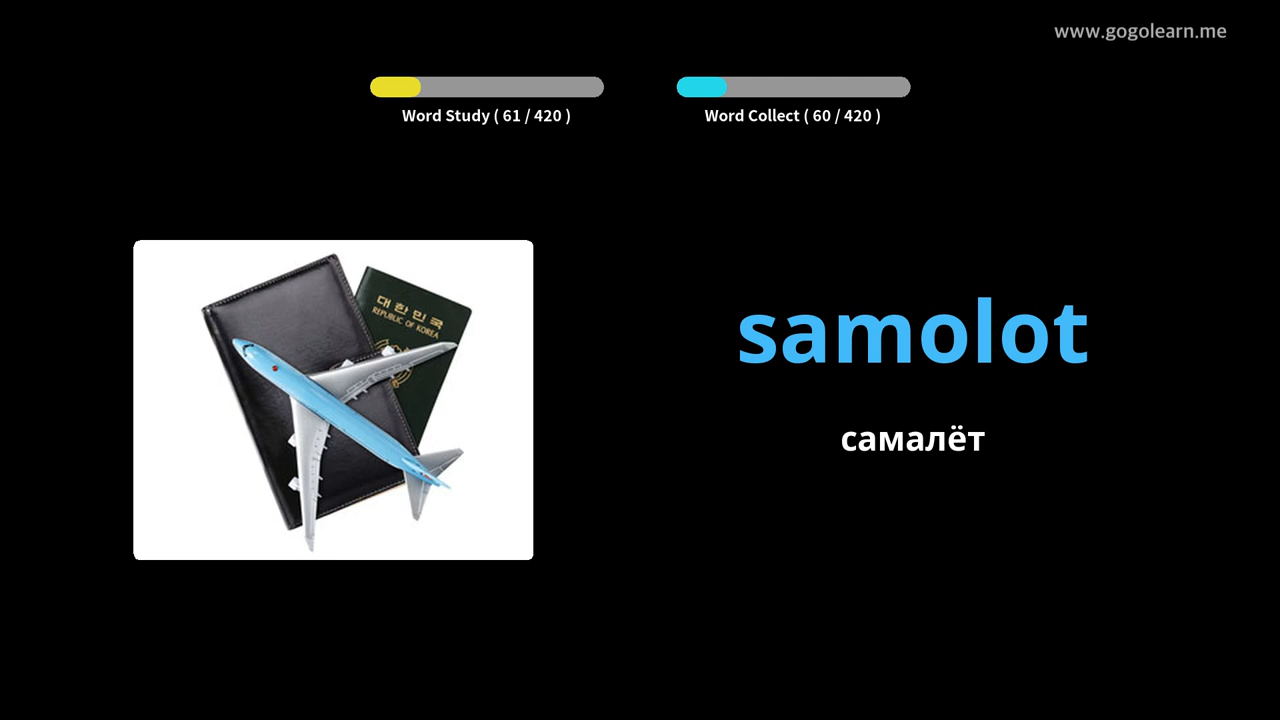 www.gogolearn.me
Word Study ( 61 / 420 )
Word Collect ( 60 / 420 )
대한민국
REPUBLIC OF KOREA
samolot
самалёт